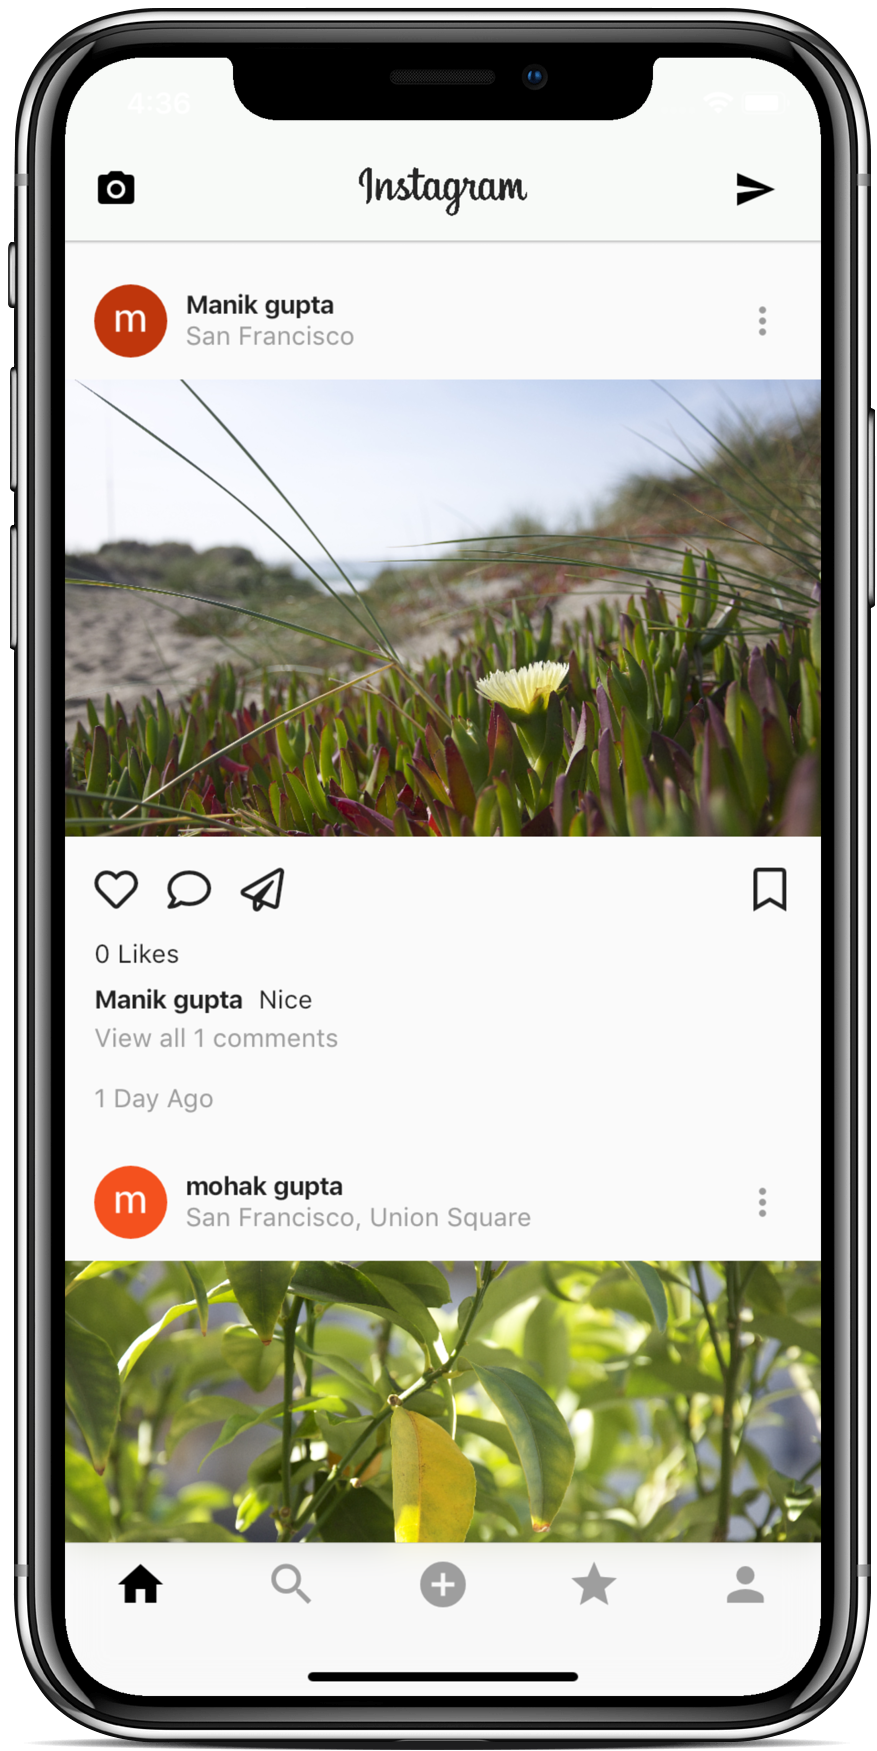 4:36
Instagram
m
Manik gupta
San Francisco
0 Likes
Manik gupta Nice
View all 1 comments
1 Day Ago
m
mohak gupta
San Francisco, Union Square